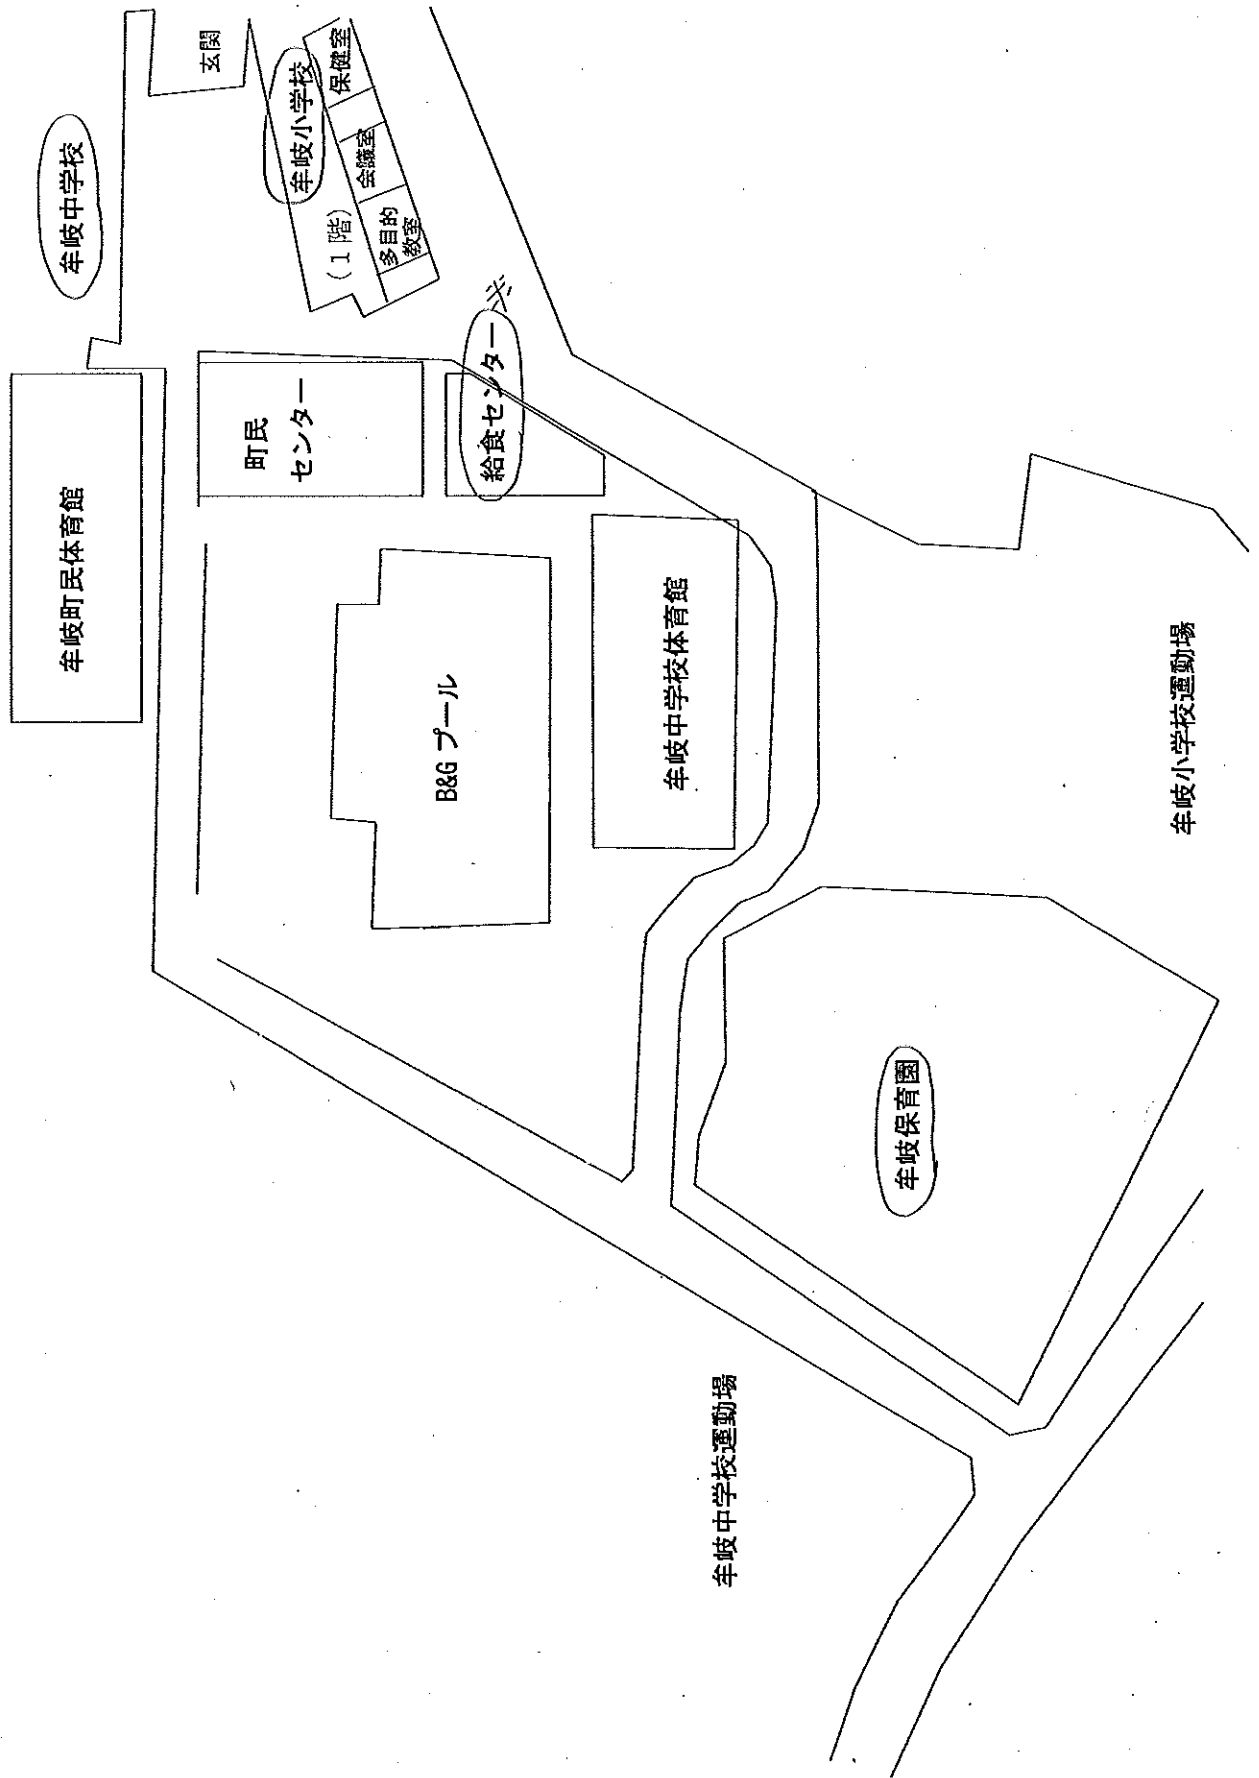 牟岐中学校
玄関
牟岐小学校
(1階)
保健室
会議室
多目的
教室
牟岐町民体育館
町民
センター
給食センター
B&G プール
牟岐中学校体育館
牟岐小学校運動場
牟岐保育園
牟岐中学校運動場